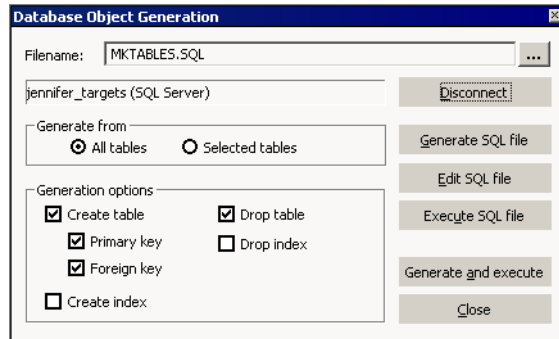 Database Object Generation
Filename: MKTABLES.SQL ...
jennifer_targets (SQL Server)
Disconnect
Generate from
All tables Selected tables
Generate SQL file
Edit SQL file
Generation options
Create table Drop table
Execute SQL file
Primary key Drop index
Foreign key
Generate and execute
Create index
Close